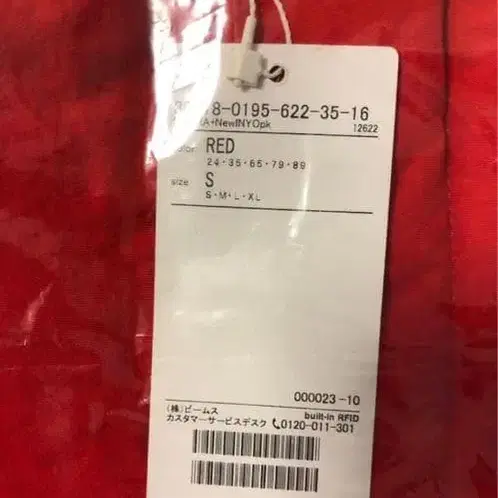 8-0195-622-35-16
A+NewINYOpk 12622
color RED
24・35・65・79・89
size S
S・M・L・XL
000023-10
built-in RFID
(株)ビームス
カスタマーサービスデスク 0120-011-301